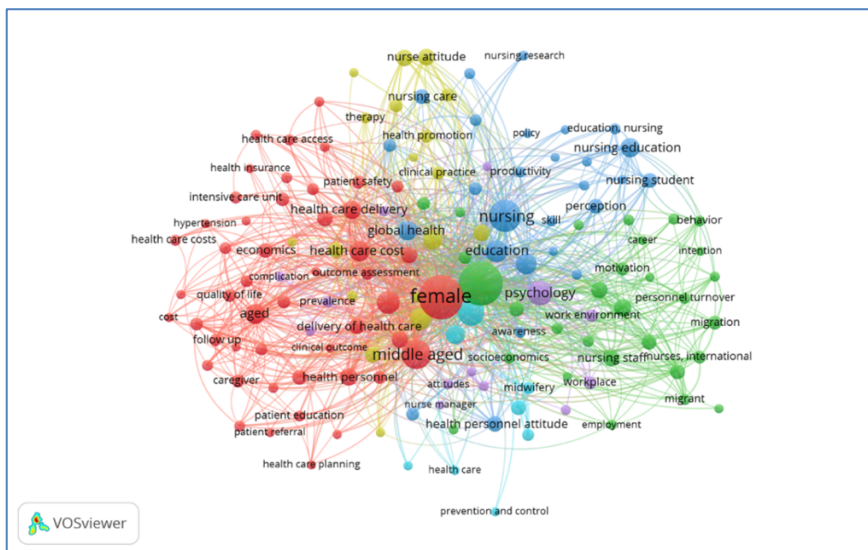 nursing research
nurse attitude
nursing care
therapy
health promotion
policy
education, nursing
health care access
nursing education
health insurance
clinical practice
productivity
patient safety
nursing student
intensive care unit
health care delivery
nursing
skill
perception
behavior
hypertension
global health
career
health care costs
economics
health care cost
education
intention
complication
outcome assessment
motivation
quality of life
prevalence
female
psychology
personnel turnover
cost
aged
work environment
migration
delivery of health care
awareness
follow up
clinical outcome
middle aged
socioeconomics
nursing staff
nurses, international
caregiver
health personnel
attitudes
midwifery
workplace
migrant
nurse manager
patient education
health personnel attitude
employment
patient referral
health care planning
health care
prevention and control
VOSviewer